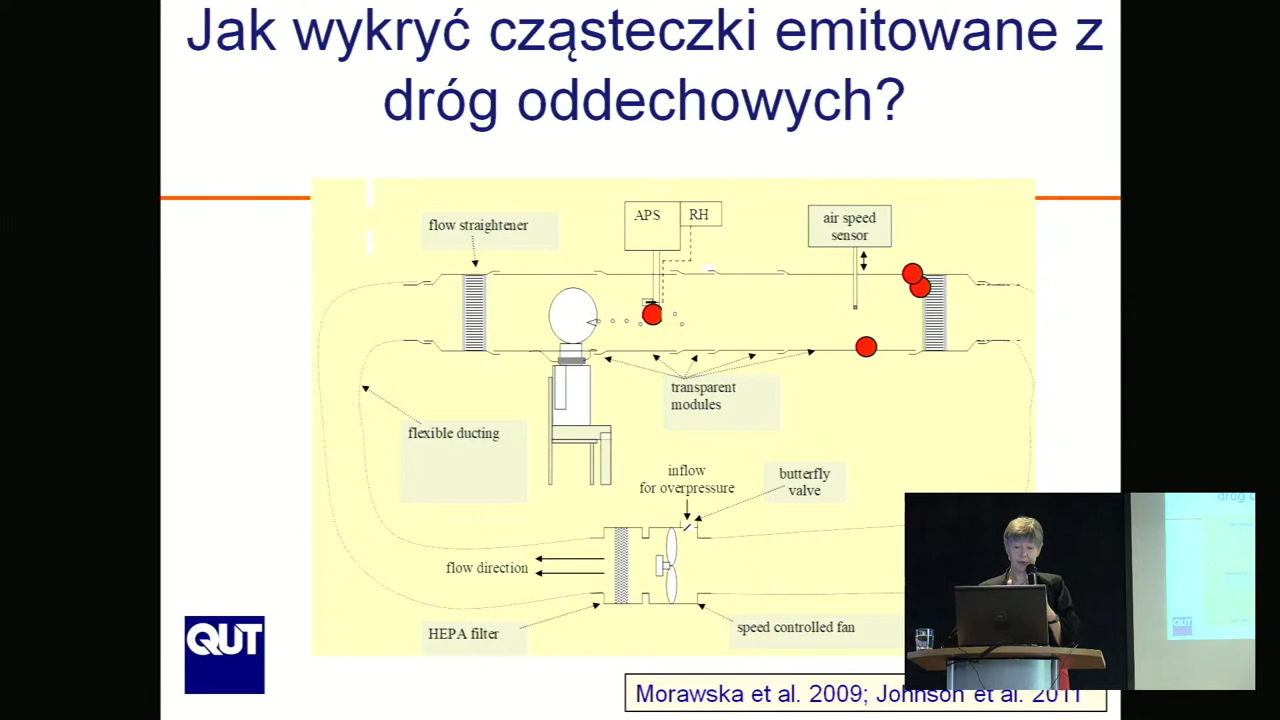 Jak wykryć cząsteczki emitowane z
dróg oddechowych?
flow straightener
APS
RH
air speed
sensor
transparent
modules
flexible ducting
inflow
for overpressure
butterfly
valve
flow direction
HEPA filter
speed controlled fan
QUT
Morawska et al. 2009; Johnson et al. 2011
dróg o
QUT